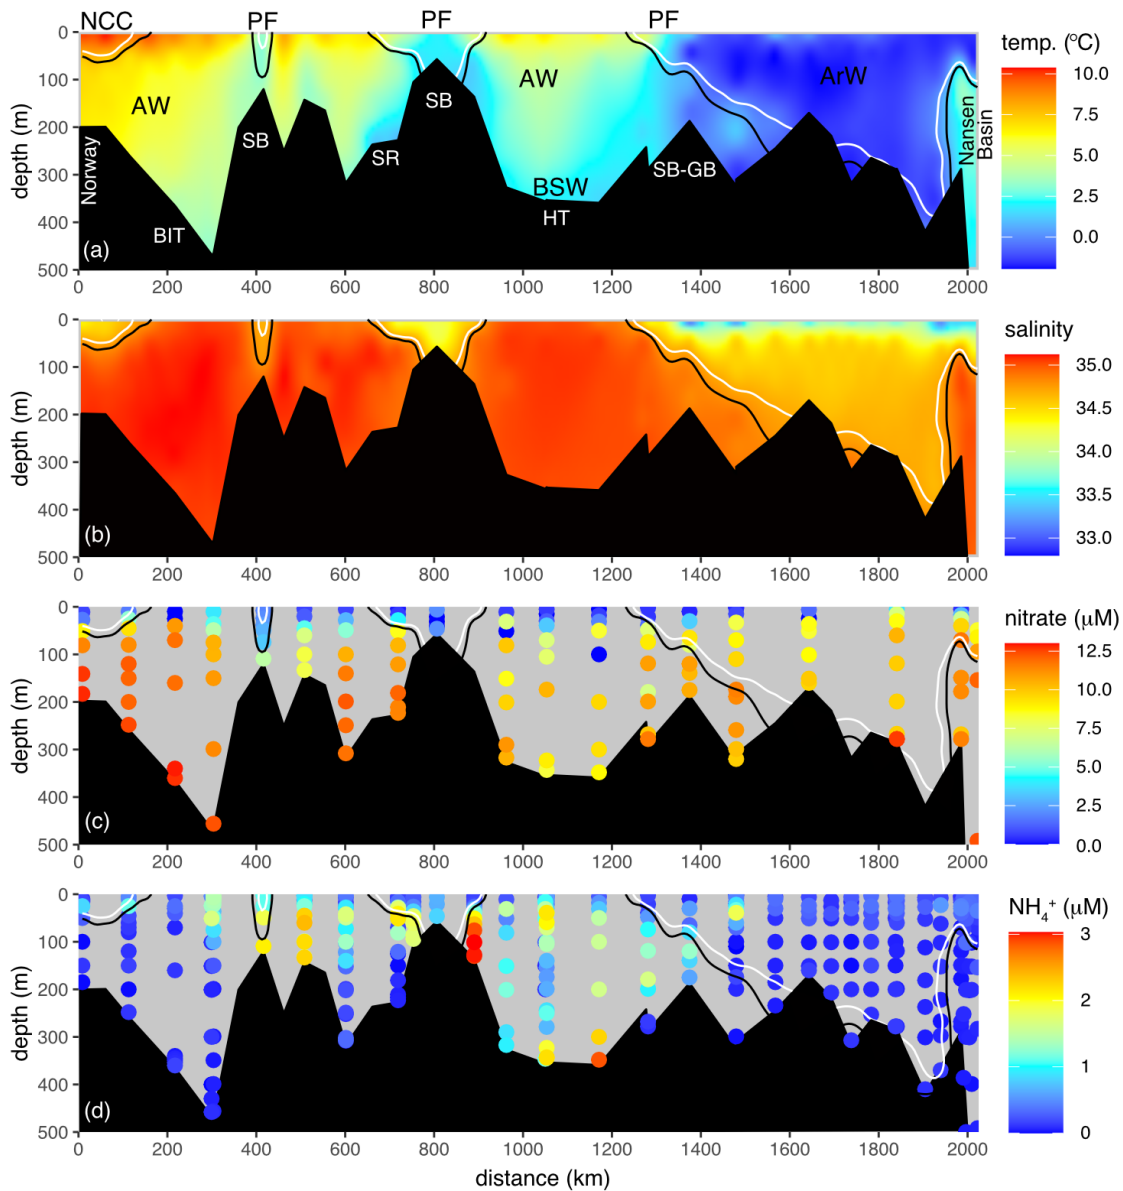 NCC PF PF PF
0
100
200
300
400
500
depth (m)
Norway
AW
BIT
SB
SR
SB
AW
BSW
HT
SB-GB
ArW
Nansen
Basin
(a)
0 200 400 600 800 1000 1200 1400 1600 1800 2000
temp. (°C)
10.0
7.5
5.0
2.5
0.0
0
100
200
300
400
500
depth (m)
(b)
0 200 400 600 800 1000 1200 1400 1600 1800 2000
salinity
35.0
34.5
34.0
33.5
33.0
0
100
200
300
400
500
depth (m)
(c)
0 200 400 600 800 1000 1200 1400 1600 1800 2000
nitrate (μM)
12.5
10.0
7.5
5.0
2.5
0.0
0
100
200
300
400
500
depth (m)
(d)
0 200 400 600 800 1000 1200 1400 1600 1800 2000
distance (km)
NH₄⁺ (μM)
3
2
1
0